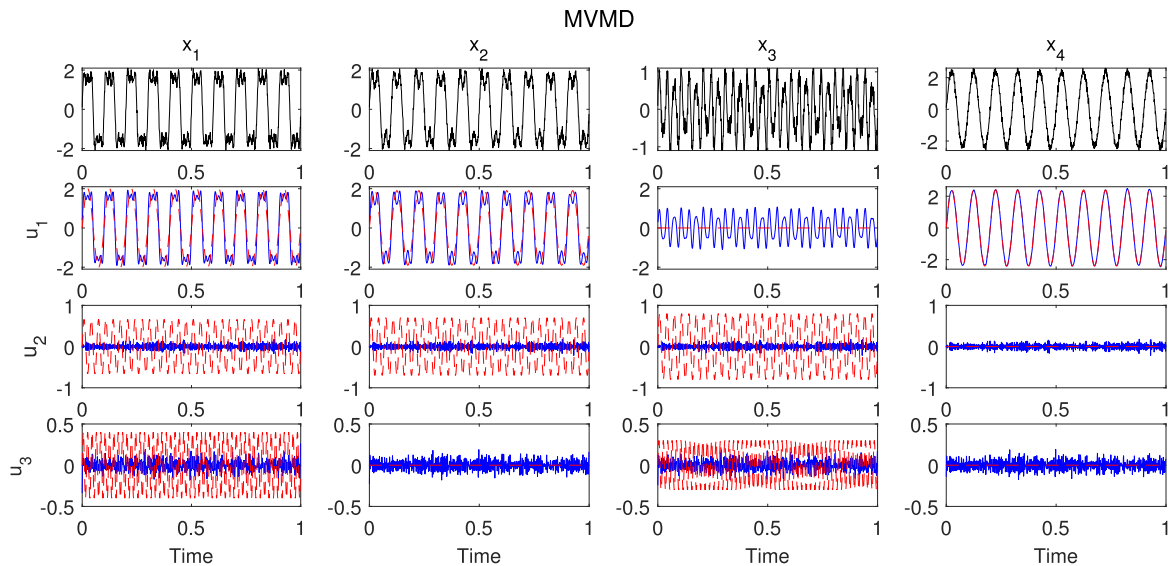 MVMD
x1 x2 x3 x4
2 2 1 2
0 0 0 0
-2 -2 -1 -2
0 0.5 1 0 0.5 1 0 0.5 1 0 0.5 1
2 2 2 2
u1 0 0 0 0
-2 -2 -2 -2
0 0.5 1 0 0.5 1 0 0.5 1 0 0.5 1
1 1 1 1
u2 0 0 0 0
-1 -1 -1 -1
0 0.5 1 0 0.5 1 0 0.5 1 0 0.5 1
0.5 0.5 0.5 0.5
u3 0 0 0 0
-0.5 -0.5 -0.5 -0.5
0 0.5 1 0 0.5 1 0 0.5 1 0 0.5 1
Time Time Time Time